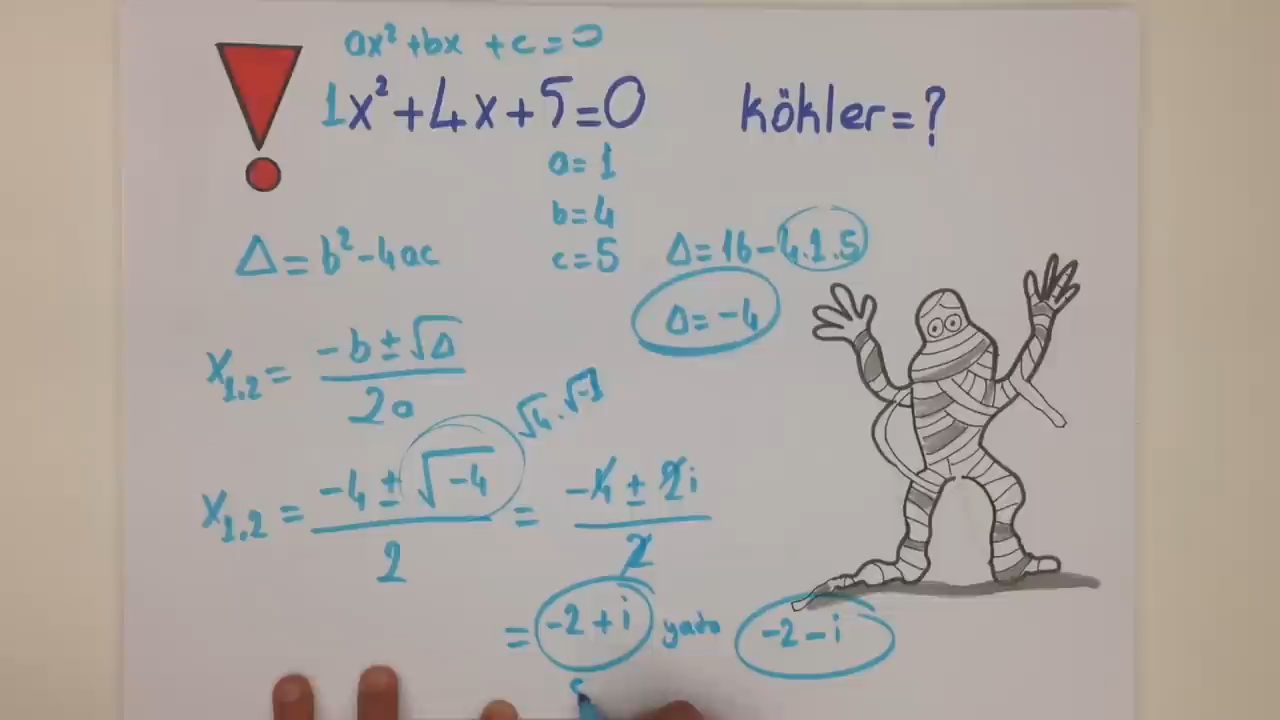 ax² + bx + c = 0
1x² + 4x + 5 = 0
kökler = ?
a = 1
b = 4
c = 5
Δ = b² - 4ac
Δ = 16 - 4.1.5
Δ = -4
x₁,₂ = (-b ± √Δ) / 2a
√4 . √-1
x₁,₂ = (-4 ± √-4) / 2 = (-4 ± 2i) / 2
= -2 + i yada -2 - i